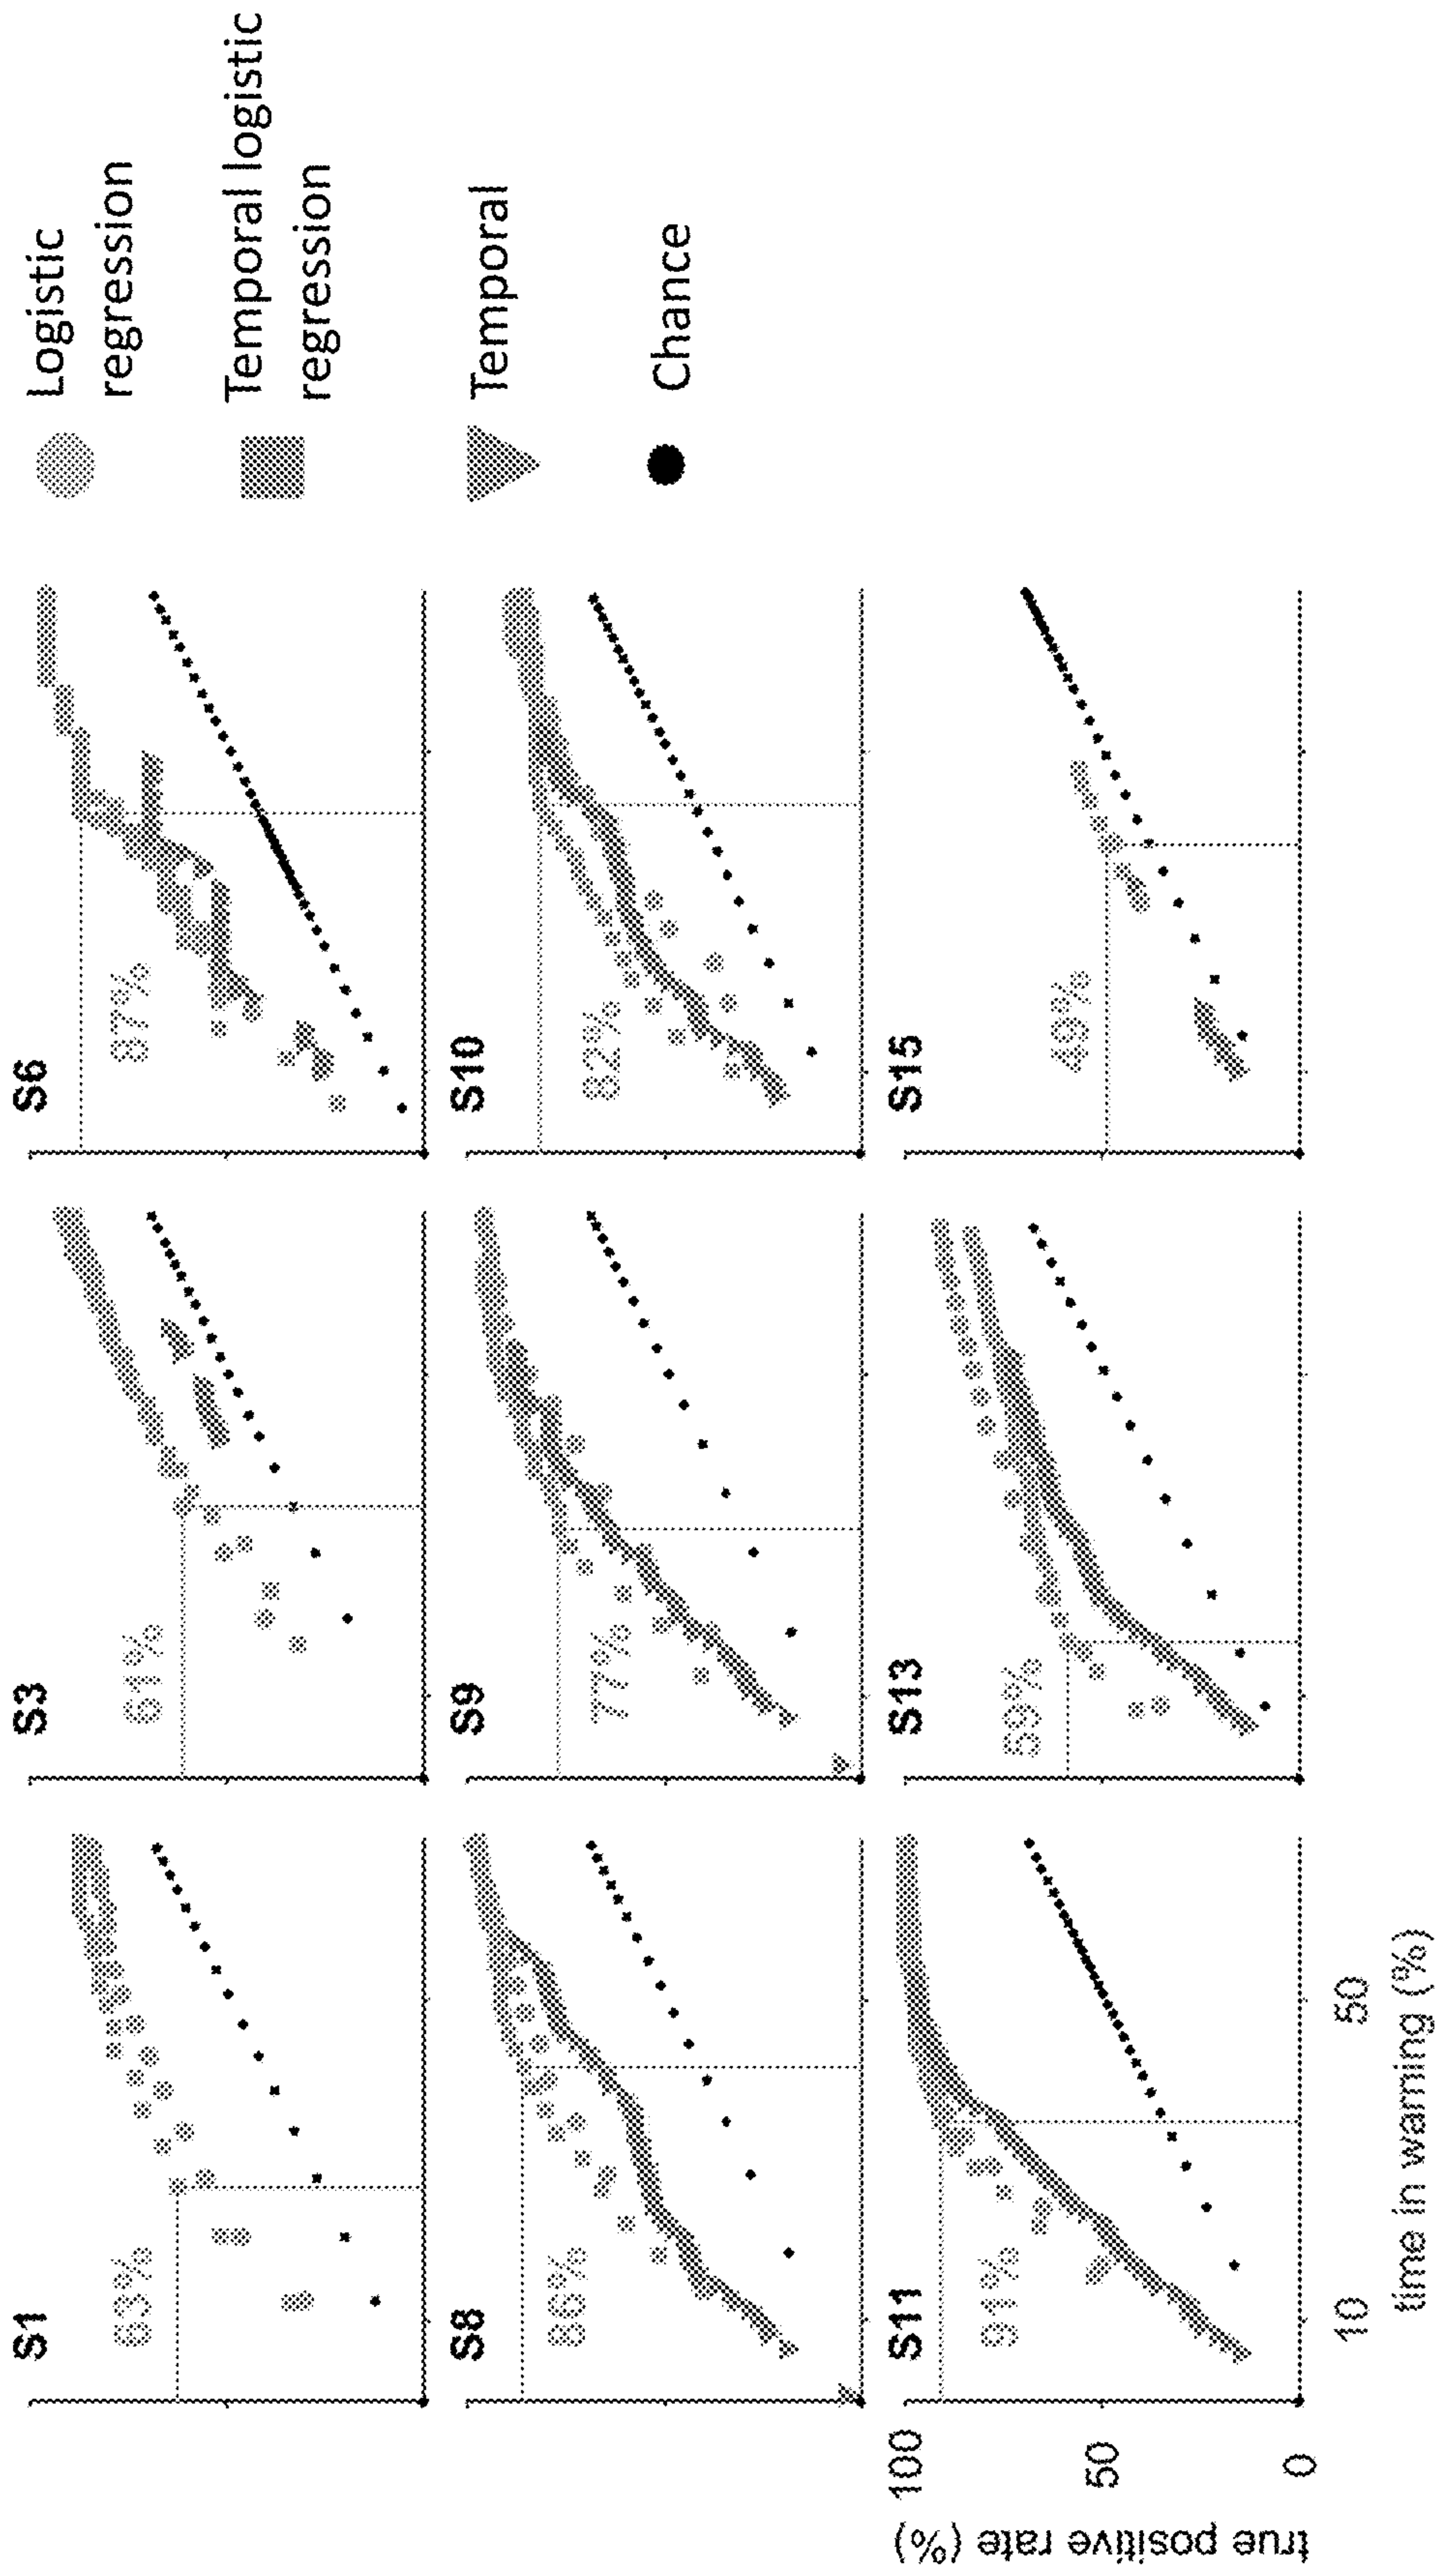 S1
63%
S3
61%
S6
87%
Logistic
regression
Temporal logistic
regression
Temporal
Chance
S8
86%
S9
77%
S10
82%
S11
91%
S13
59%
S15
49%
true positive rate (%)
100
50
0
10
50
time in warning (%)